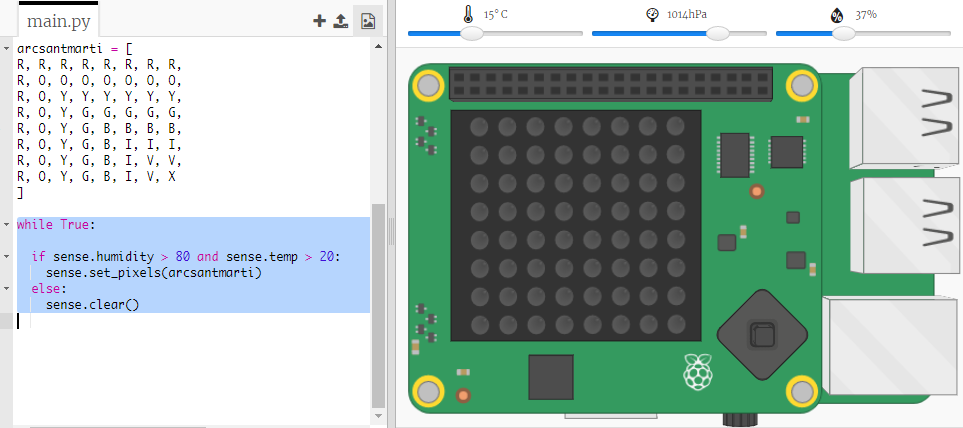 main.py
15°C
1014hPa
37%
arcsantmarti = [
R, R, R, R, R, R, R, R,
R, O, O, O, O, O, O, O,
R, O, Y, Y, Y, Y, Y, Y,
R, O, Y, G, G, G, G, G,
R, O, Y, G, B, B, B, B,
R, O, Y, G, B, I, I, I,
R, O, Y, G, B, I, V, V,
R, O, Y, G, B, I, V, X
]
while True:
if sense.humidity > 80 and sense.temp > 20:
sense.set_pixels(arcsantmarti)
else:
sense.clear()